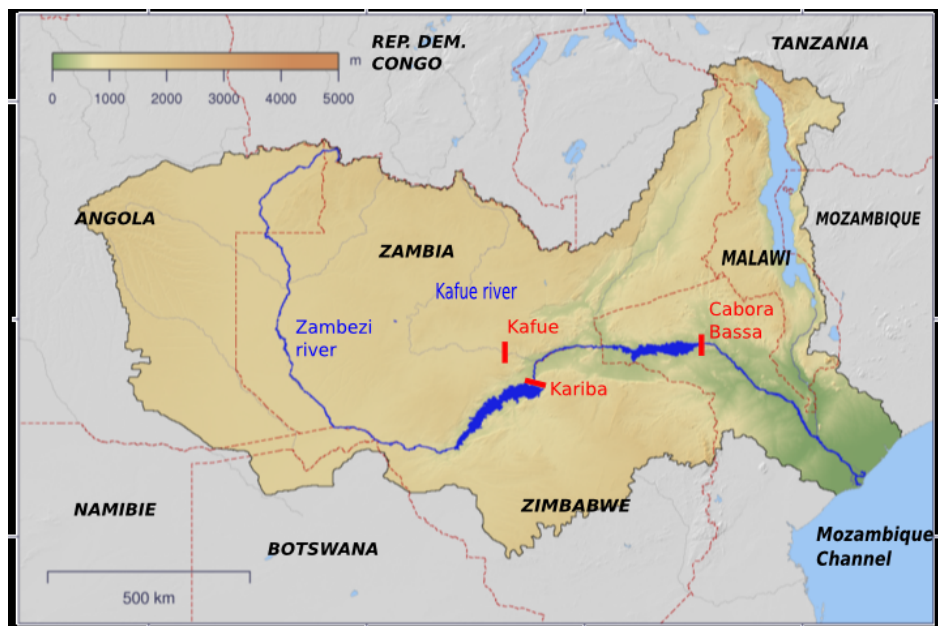 REP. DEM.
CONGO
TANZANIA
m
0 1000 2000 3000 4000 5000
ANGOLA
MOZAMBIQUE
ZAMBIA
MALAWI
Kafue river
Zambezi
river
Kafue
Cabora
Bassa
Kariba
NAMIBIE
ZIMBABWE
BOTSWANA
Mozambique
Channel
500 km